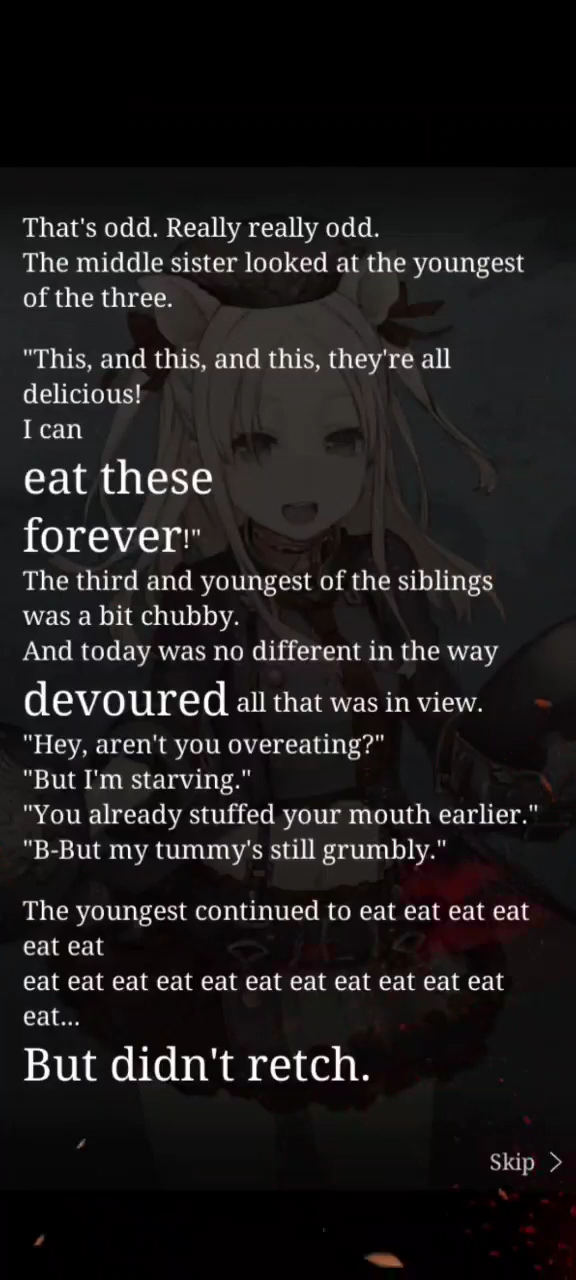 That's odd. Really really odd.
The middle sister looked at the youngest
of the three.
"This, and this, and this, they're all
delicious!
I can
eat these
forever!"
The third and youngest of the siblings
was a bit chubby.
And today was no different in the way
devoured all that was in view.
"Hey, aren't you overeating?"
"But I'm starving."
"You already stuffed your mouth earlier."
"B-But my tummy's still grumbly."
The youngest continued to eat eat eat eat
eat eat
eat eat eat eat eat eat eat eat eat eat eat
eat...
But didn't retch.
Skip >